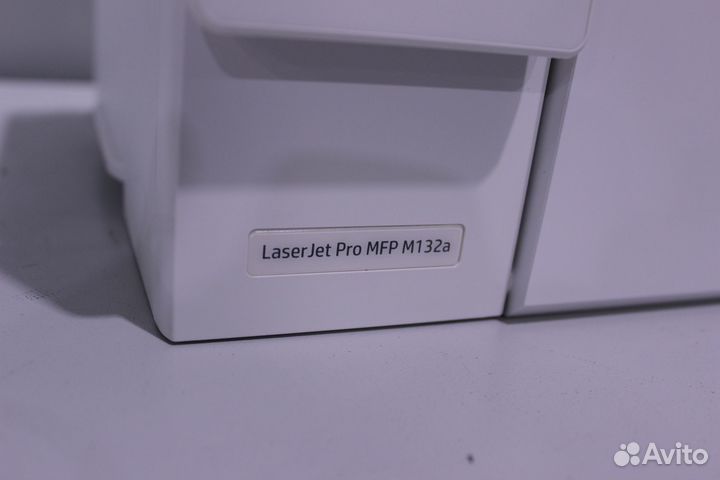 LaserJet Pro MFP M132a
Avito